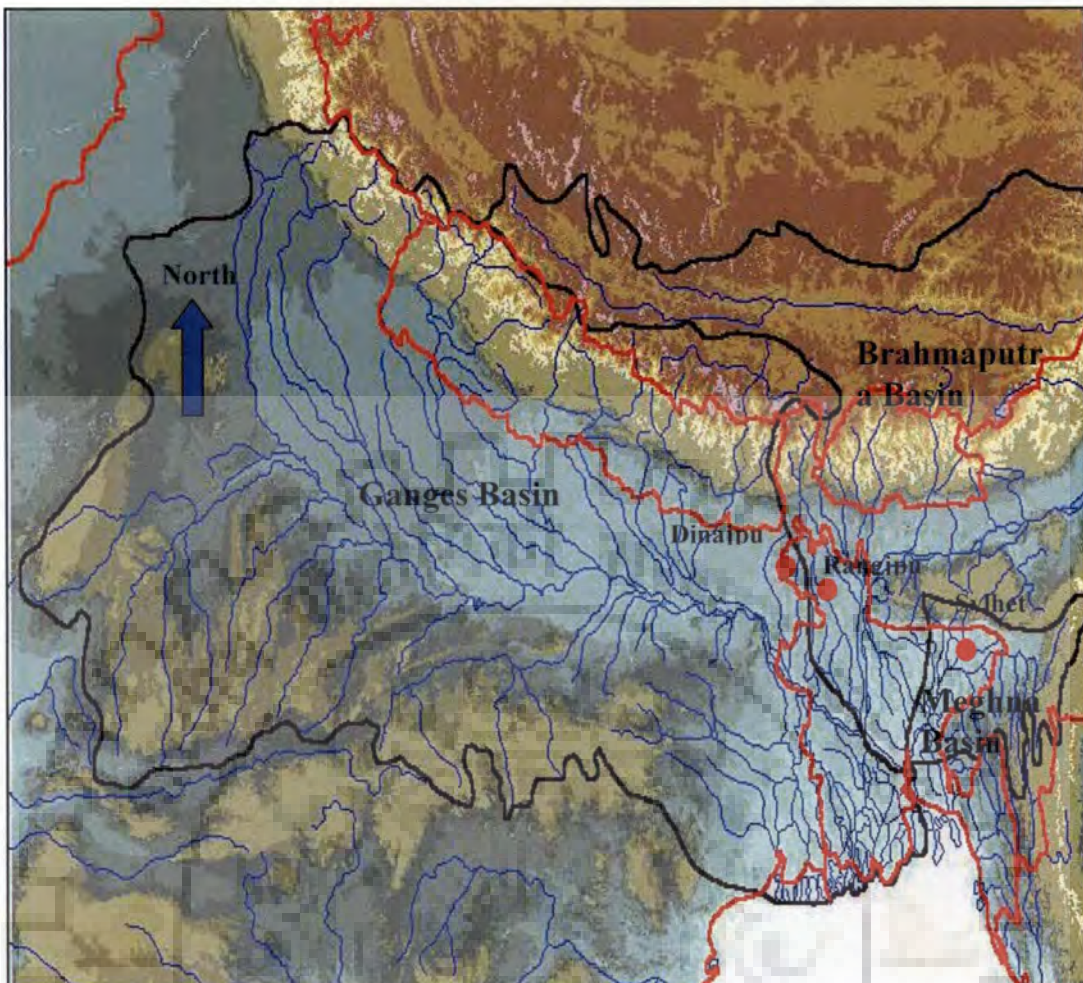 North
Brahmaputr
a Basin
Ganges Basin
Dinajpu
Rangpu
Sylhet
Meghna
Basin